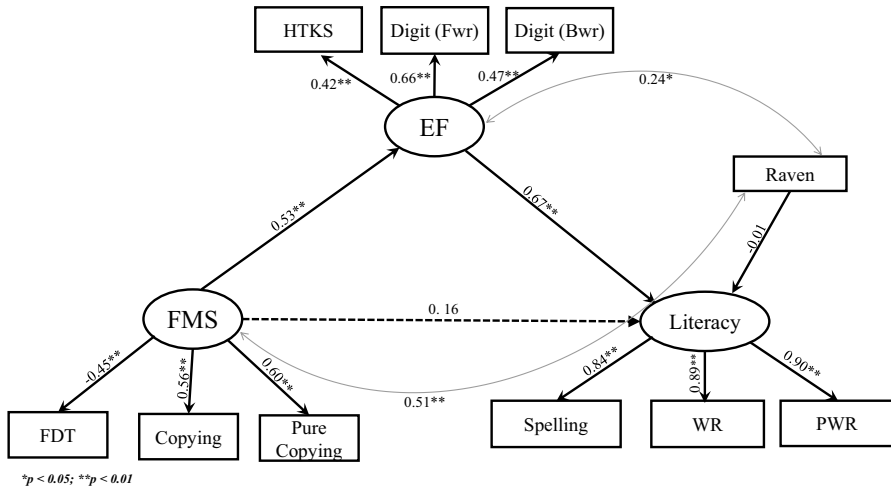 HTKS
Digit (Fwr)
Digit (Bwr)
0.42**
0.66**
0.47**
0.24*
EF
Raven
0.53**
0.67**
-0.01
FMS
0. 16
Literacy
-0.45**
0.56**
0.60**
0.51**
0.84**
0.89**
0.90**
FDT
Copying
Pure
Copying
Spelling
WR
PWR
*p < 0.05; **p < 0.01